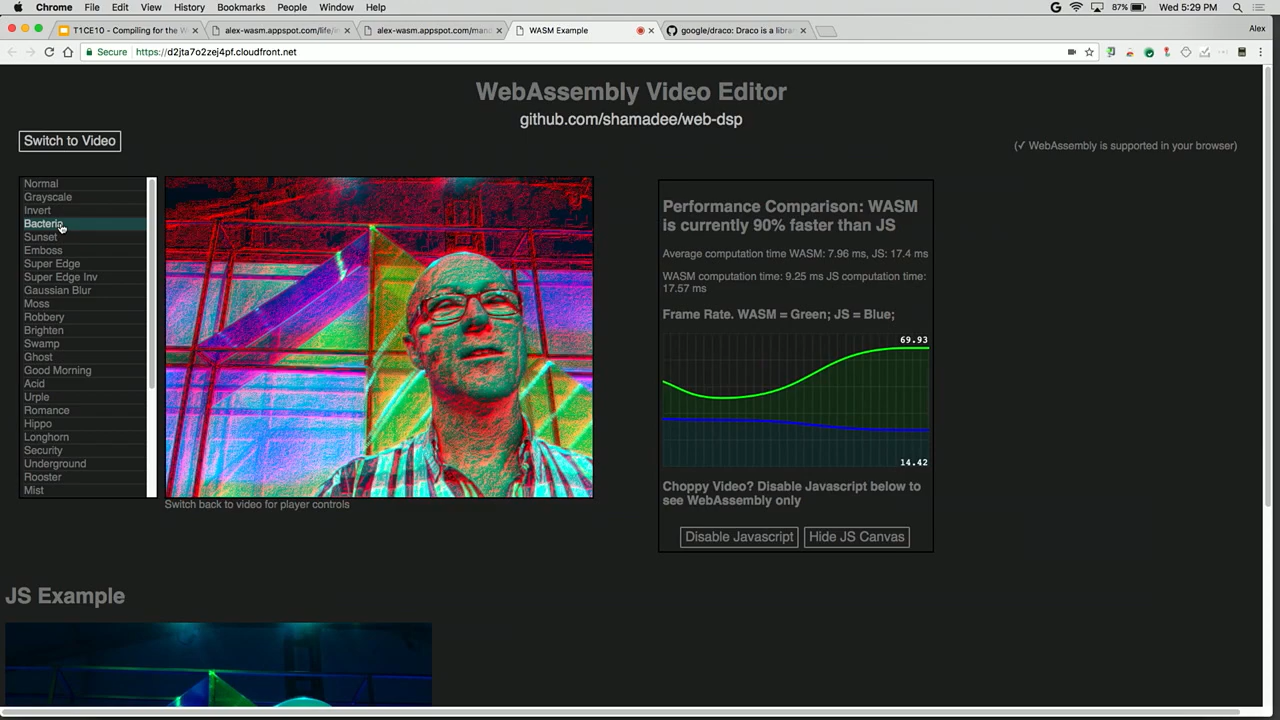 Chrome File Edit View History Bookmarks People Window Help 87% Wed 5:29 PM
T1CE10 - Compiling for the W
alex-wasm.appspot.com/life/
alex-wasm.appspot.com/man
WASM Example
google/draco: Draco is a libra
Alex
Secure https://d2jta7o2zej4pf.cloudfront.net
WebAssembly Video Editor
github.com/shamadee/web-dsp
Switch to Video
(✓ WebAssembly is supported in your browser)
Normal
Grayscale
Invert
Bacteria
Sunset
Emboss
Super Edge
Super Edge Inv
Gaussian Blur
Moss
Robbery
Brighten
Swamp
Ghost
Good Morning
Acid
Urple
Romance
Hippo
Longhorn
Security
Underground
Rooster
Mist
Switch back to video for player controls
Performance Comparison: WASM
is currently 90% faster than JS
Average computation time WASM: 7.96 ms, JS: 17.4 ms
WASM computation time: 9.25 ms JS computation time:
17.57 ms
Frame Rate. WASM = Green; JS = Blue;
69.93
14.42
Choppy Video? Disable Javascript below to
see WebAssembly only
Disable Javascript Hide JS Canvas
JS Example